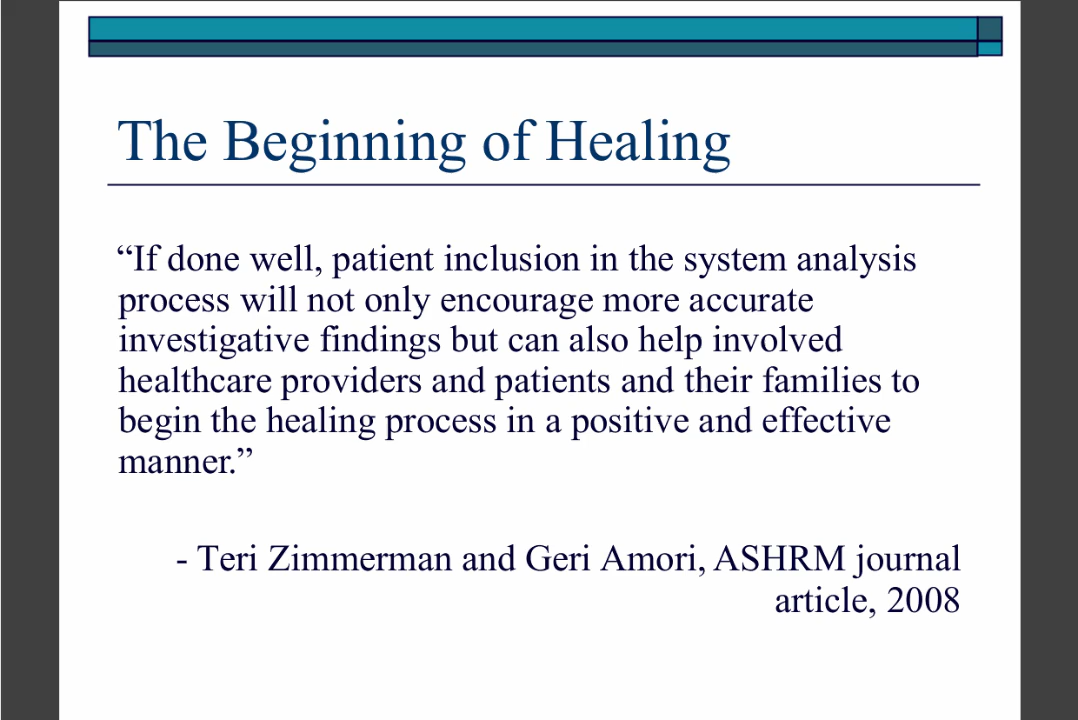 The Beginning of Healing
“If done well, patient inclusion in the system analysis
process will not only encourage more accurate
investigative findings but can also help involved
healthcare providers and patients and their families to
begin the healing process in a positive and effective
manner.”
- Teri Zimmerman and Geri Amori, ASHRM journal
article, 2008